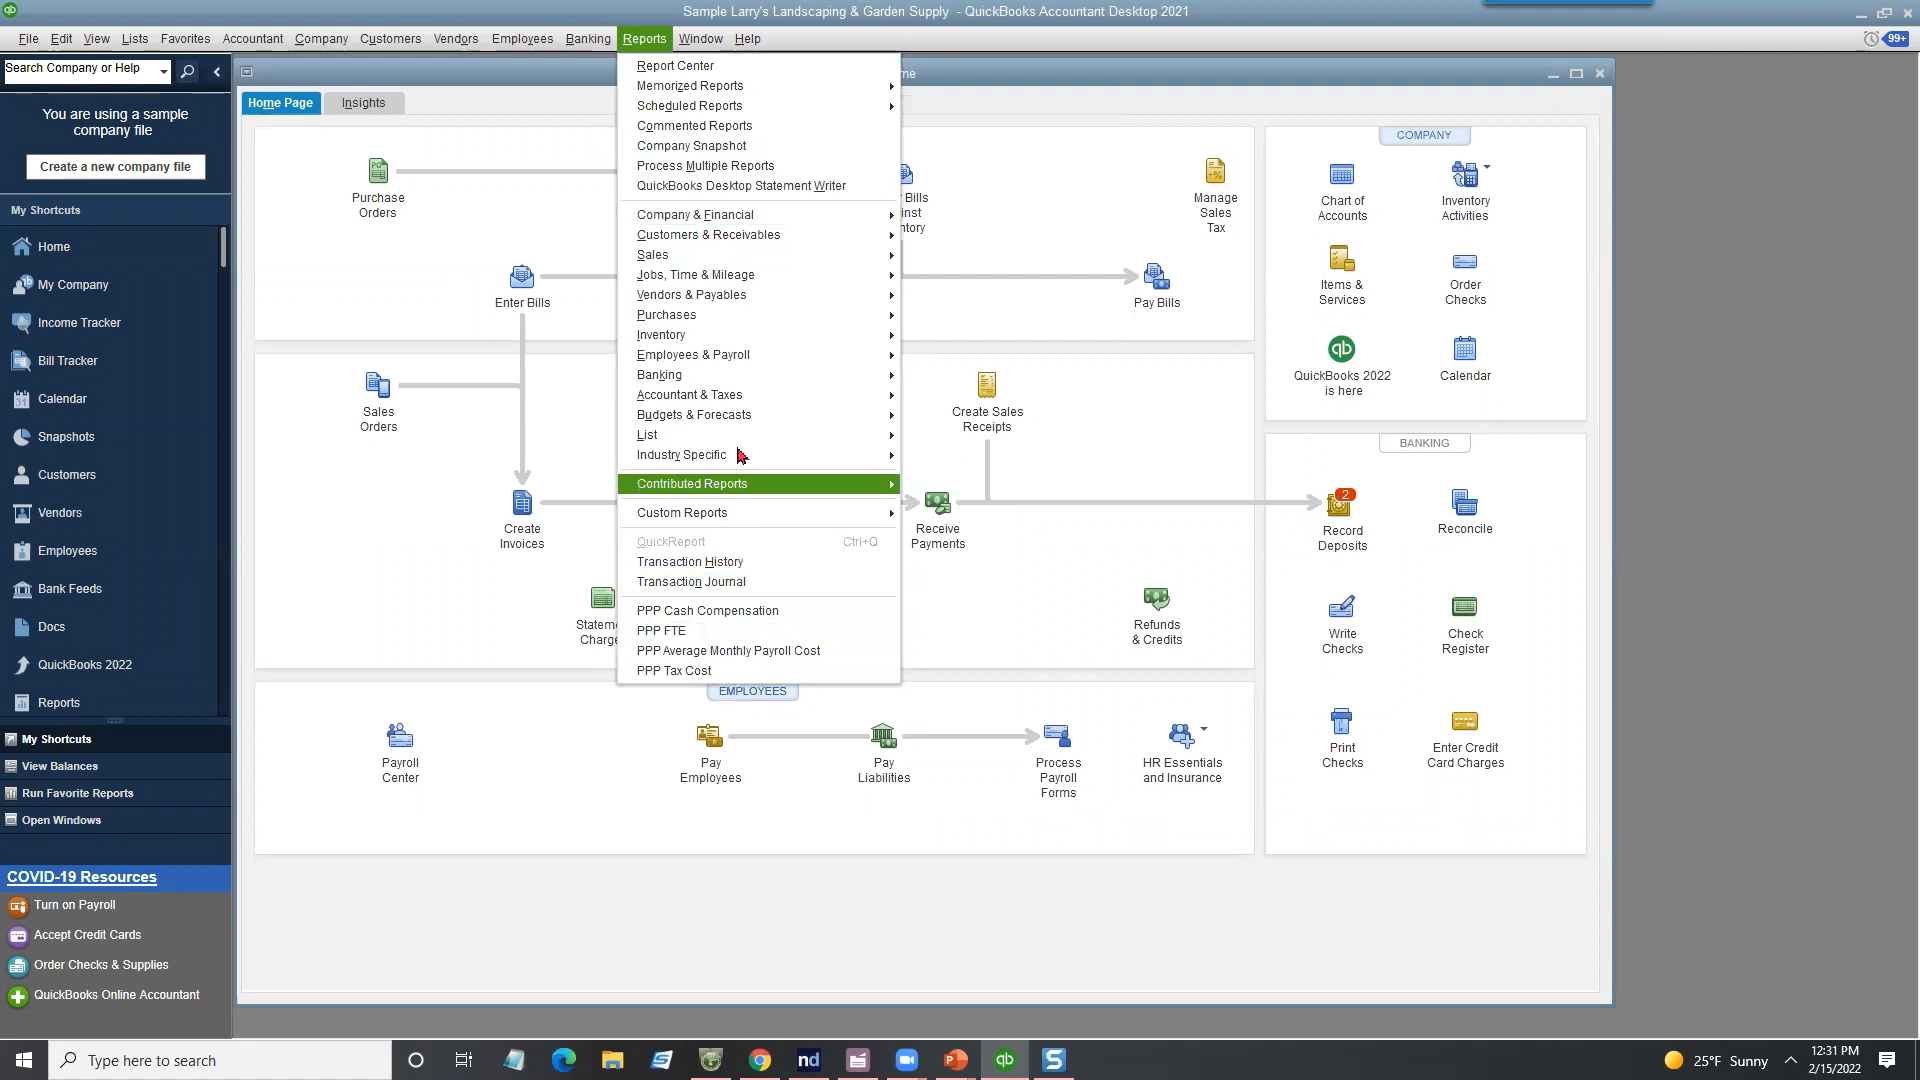 Sample Larry's Landscaping & Garden Supply - QuickBooks Accountant Desktop 2021
File Edit View Lists Favorites Accountant Company Customers Vendors Employees Banking Reports Window Help
99+
Search Company or Help
You are using a sample
company file
Create a new company file
My Shortcuts
Home
My Company
Income Tracker
Bill Tracker
Calendar
Snapshots
Customers
Vendors
Employees
Bank Feeds
Docs
QuickBooks 2022
Reports
My Shortcuts
View Balances
Run Favorite Reports
Open Windows
COVID-19 Resources
Turn on Payroll
Accept Credit Cards
Order Checks & Supplies
QuickBooks Online Accountant
me
Home Page Insights
Purchase
Orders
Enter Bills
Bills
inst
ntory
Manage
Sales
Tax
Pay Bills
Sales
Orders
Create Sales
Receipts
Create
Invoices
Receive
Payments
Statem
Charge
Refunds
& Credits
EMPLOYEES
Payroll
Center
Pay
Employees
Pay
Liabilities
Process
Payroll
Forms
HR Essentials
and Insurance
Report Center
Memorized Reports
Scheduled Reports
Commented Reports
Company Snapshot
Process Multiple Reports
QuickBooks Desktop Statement Writer
Company & Financial
Customers & Receivables
Sales
Jobs, Time & Mileage
Vendors & Payables
Purchases
Inventory
Employees & Payroll
Banking
Accountant & Taxes
Budgets & Forecasts
List
Industry Specific
Contributed Reports
Custom Reports
QuickReport Ctrl+Q
Transaction History
Transaction Journal
PPP Cash Compensation
PPP FTE
PPP Average Monthly Payroll Cost
PPP Tax Cost
COMPANY
Chart of
Accounts
Inventory
Activities
Items &
Services
Order
Checks
QuickBooks 2022
is here
Calendar
BANKING
2
Record
Deposits
Reconcile
Write
Checks
Check
Register
Print
Checks
Enter Credit
Card Charges
Type here to search
25°F Sunny
12:31 PM
2/15/2022